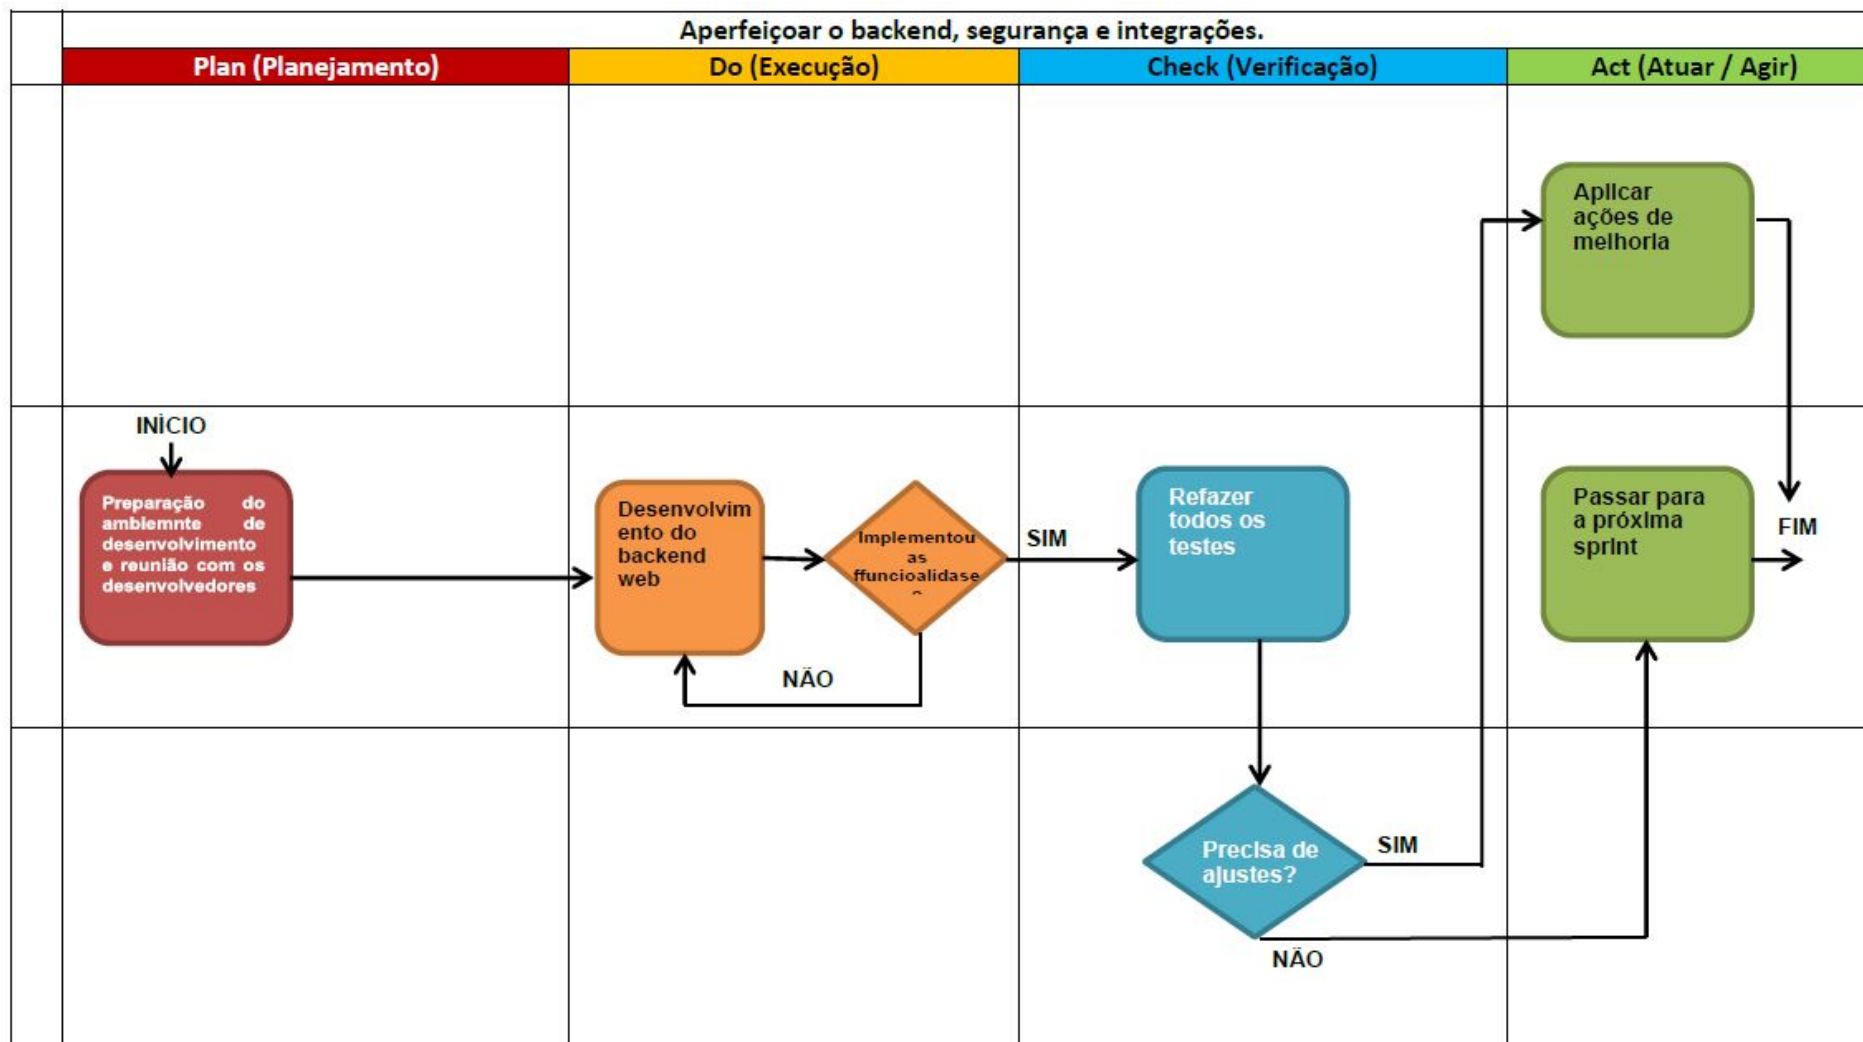 Aperfeiçoar o backend, segurança e integrações.
Plan (Planejamento)
Do (Execução)
Check (Verificação)
Act (Atuar / Agir)
Aplicar
ações de
melhoria
INÍCIO
Preparação do
ambiemnte de
desenvolvimento
e reunião com os
desenvolvedores
Desenvolvim
ento do
backend
web
Implementou
as
ffuncioalidase
SIM
NÃO
Refazer
todos os
testes
Passar para
a próxima
sprint
FIM
Precisa de
ajustes?
SIM
NÃO